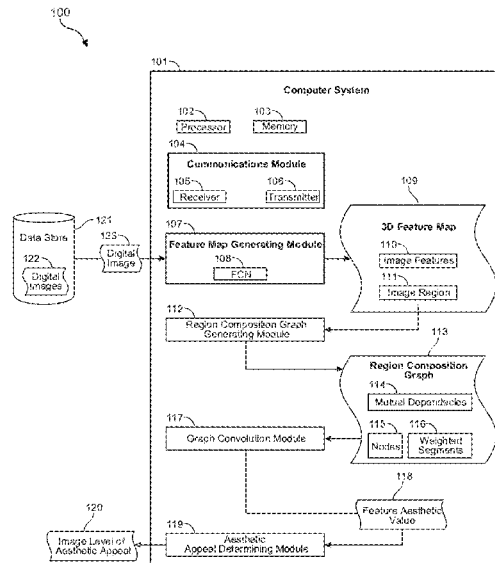 100
101
Computer System
102
103
Processor
Memory
104
Communications Module
105
106
Receiver
Transmitter
109
3D Feature Map
110
Image Features
111
Image Region
121
Data Store
122
Digital Images
123
Digital Image
107
Feature Map Generating Module
108
FCN
112
Region Composition Graph
Generating Module
113
Region Composition
Graph
114
Mutual Dependencies
115
116
Nodes
Weighted
Segments
117
Graph Convolution Module
118
Feature Aesthetic
Value
119
Aesthetic
Appeal Determining Module
120
Image Level of
Aesthetic Appeal